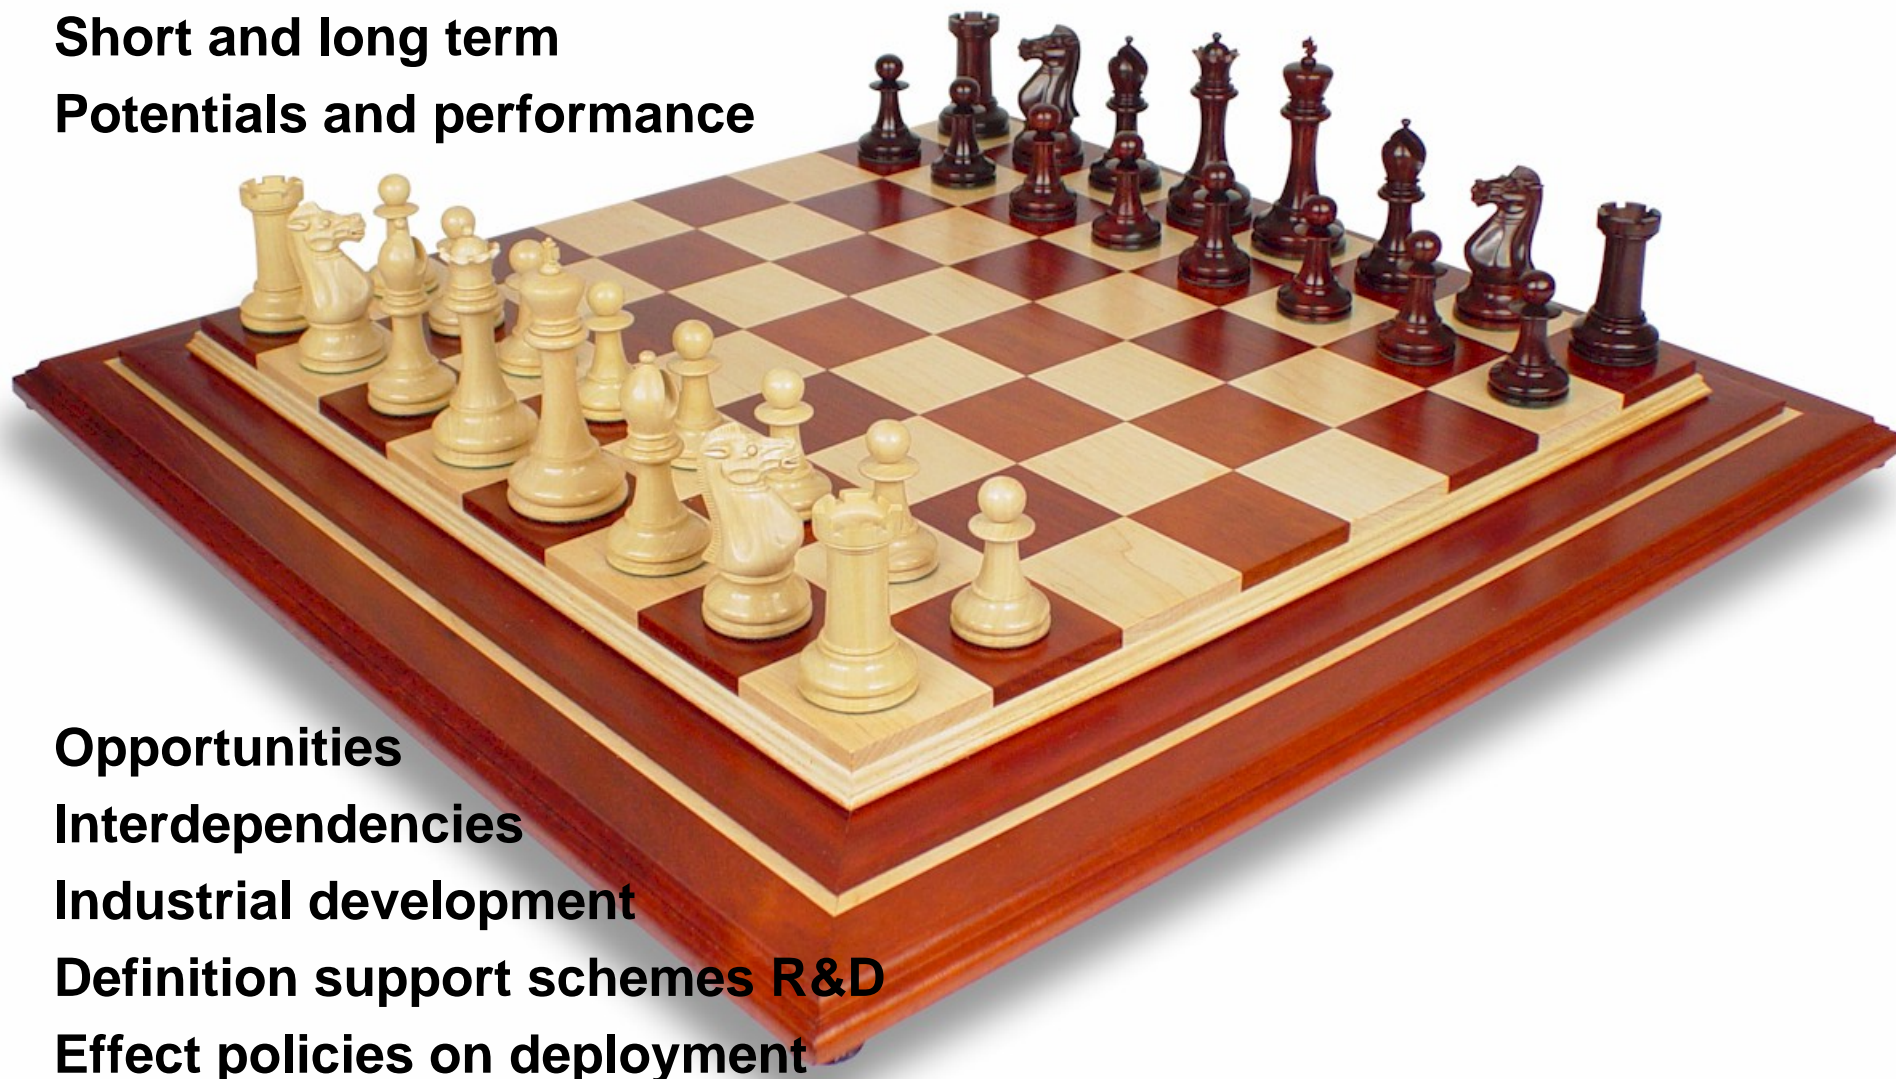 Short and long term
Potentials and performance
Opportunities
Interdependencies
Industrial development
Definition support schemes R&D
Effect policies on deployment